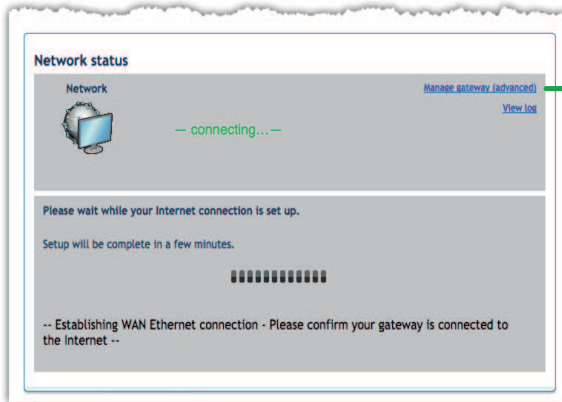 Network status
Network
Manage gateway (advanced)
View log
— connecting...—
Please wait while your Internet connection is set up.
Setup will be complete in a few minutes.
-- Establishing WAN Ethernet connection - Please confirm your gateway is connected to
the Internet --